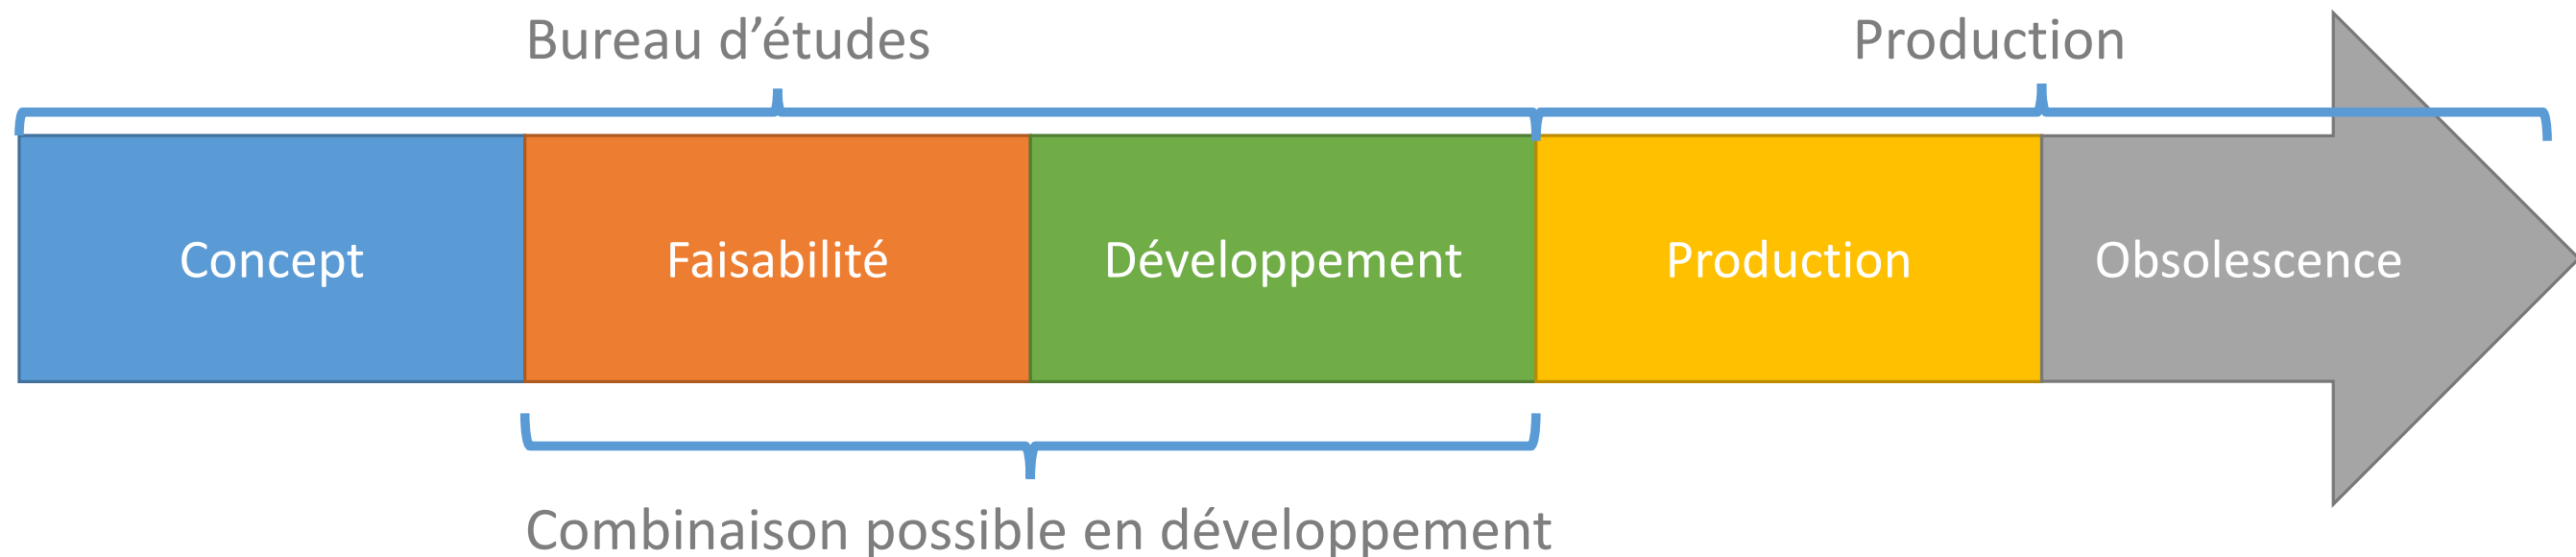 Bureau d’études
Production
Concept
Faisabilité
Développement
Production
Obsolescence
Combinaison possible en développement